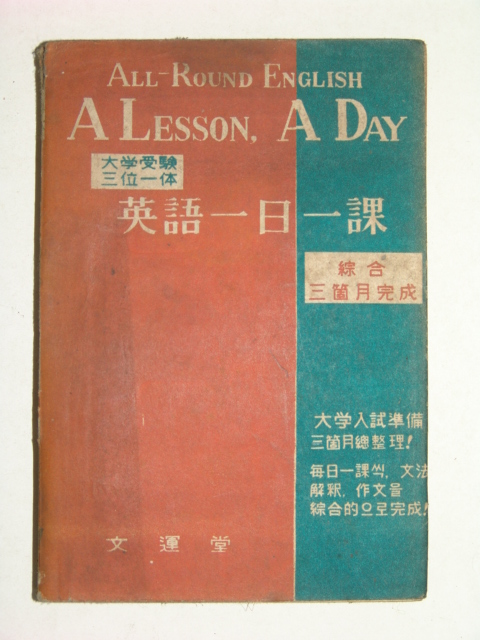 ALL-ROUND ENGLISH
A LESSON, A DAY
大学受験
三位一体
英語一日一課
綜合
三箇月完成
大学入試準備
三箇月總整理!
每日一課씩, 文法
解釈, 作文을
綜合的으로完成!
文運堂